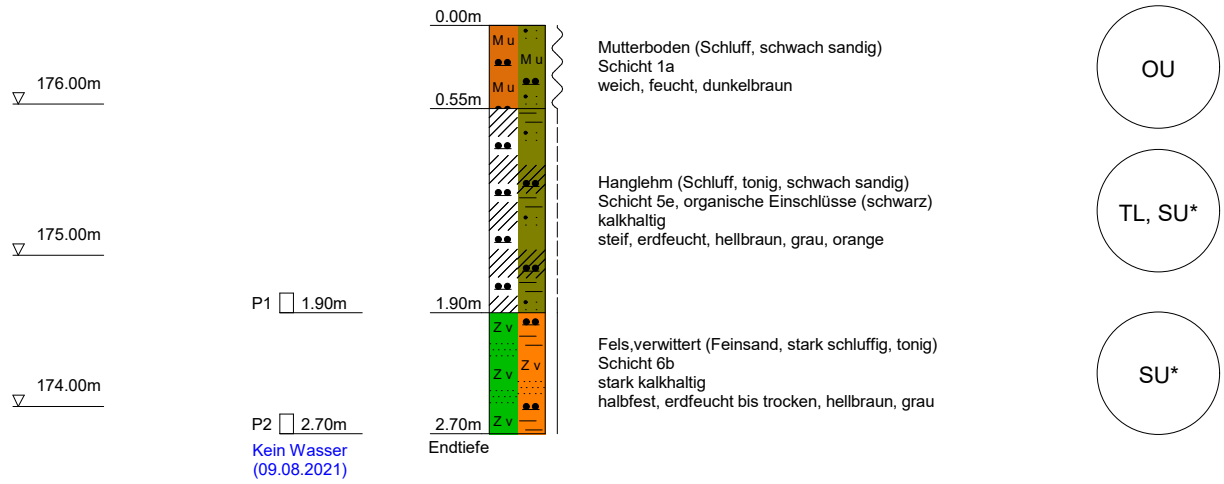 0.00m
M u
M u
M u
Mutterboden (Schluff, schwach sandig)
Schicht 1a
weich, feucht, dunkelbraun
OU
176.00m
0.55m
Hanglehm (Schluff, tonig, schwach sandig)
Schicht 5e, organische Einschlüsse (schwarz)
kalkhaltig
steif, erdfeucht, hellbraun, grau, orange
TL, SU*
175.00m
P1 1.90m
1.90m
Z v
Z v
Z v
Z v
Fels,verwittert (Feinsand, stark schluffig, tonig)
Schicht 6b
stark kalkhaltig
halbfest, erdfeucht bis trocken, hellbraun, grau
SU*
174.00m
P2 2.70m
2.70m
Kein Wasser
(09.08.2021)
Endtiefe